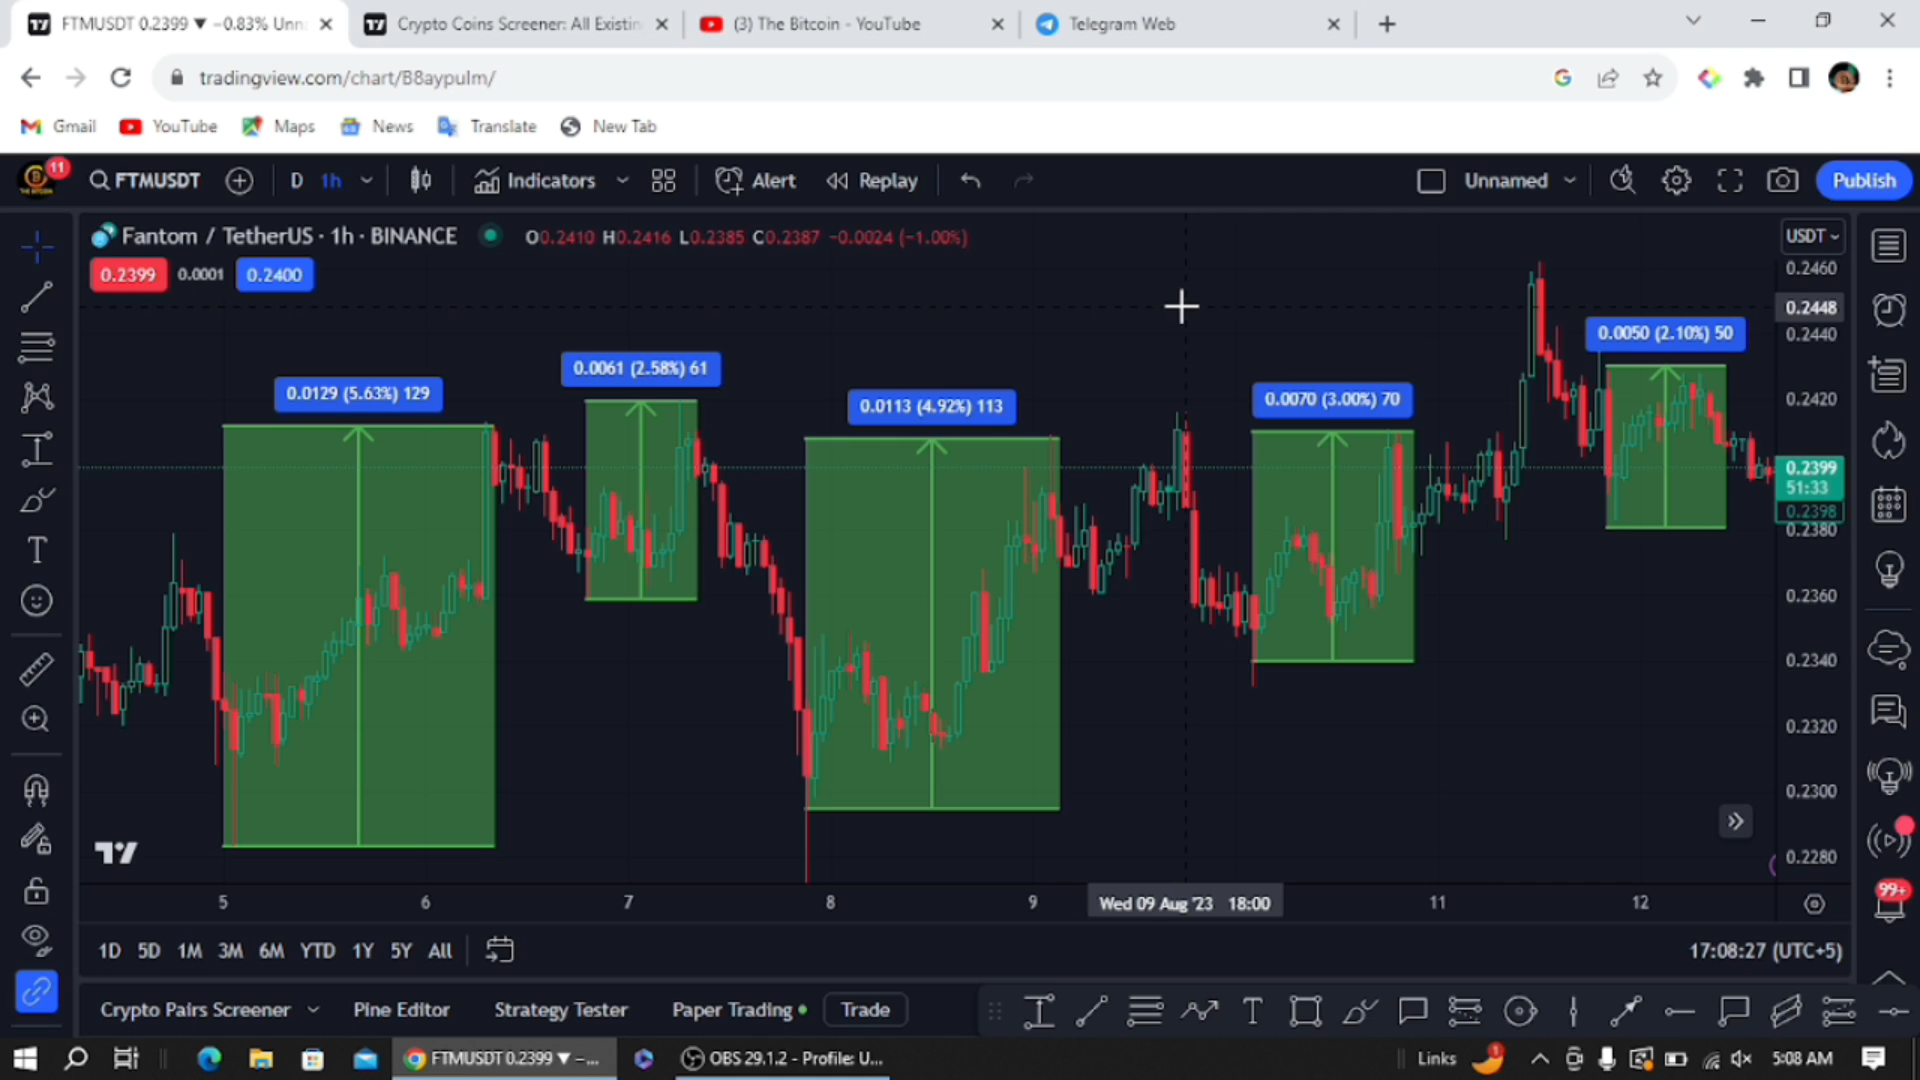 FTMUSDT 0.2399 ▼ −0.83% Unn
Crypto Coins Screener: All Existin
(3) The Bitcoin - YouTube
Telegram Web
tradingview.com/chart/B8aypulm/
Gmail
YouTube
Maps
News
Translate
New Tab
11
FTMUSDT
D
1h
Indicators
Alert
Replay
Unnamed
Publish
Fantom / TetherUS · 1h · BINANCE
O0.2410 H0.2416 L0.2385 C0.2387 −0.0024 (−1.00%)
USDT
0.2399
0.0001
0.2400
0.2460
0.2448
0.2440
0.2420
0.2399
51:33
0.2398
0.2380
0.2360
0.2340
0.2320
0.2300
0.2280
0.0129 (5.63%) 129
0.0061 (2.58%) 61
0.0113 (4.92%) 113
0.0070 (3.00%) 70
0.0050 (2.10%) 50
5
6
7
8
9
Wed 09 Aug '23 18:00
11
12
99+
1D
5D
1M
3M
6M
YTD
1Y
5Y
All
17:08:27 (UTC+5)
Crypto Pairs Screener
Pine Editor
Strategy Tester
Paper Trading
Trade
FTMUSDT 0.2399 ▼ −...
OBS 29.1.2 - Profile: U...
Links
1
5:08 AM